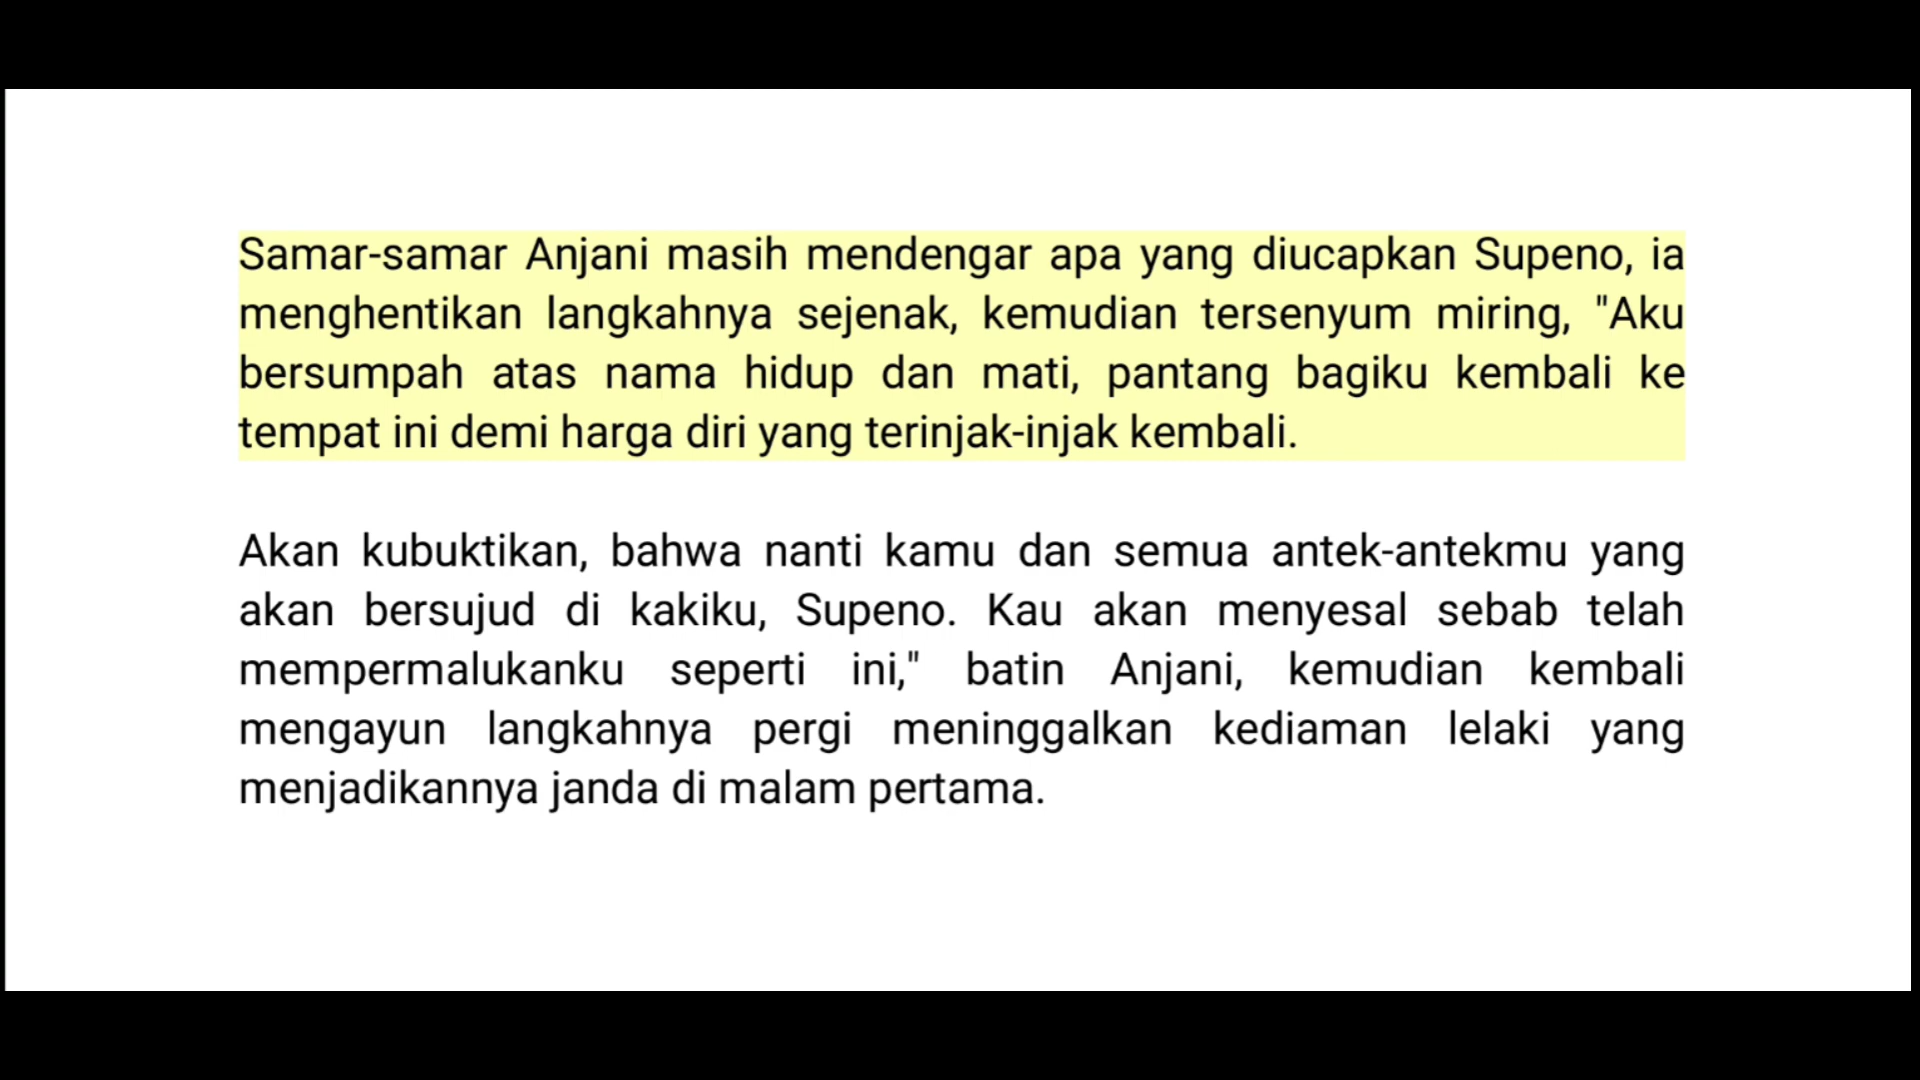 Samar-samar Anjani masih mendengar apa yang diucapkan Supeno, ia
menghentikan langkahnya sejenak, kemudian tersenyum miring, "Aku
bersumpah atas nama hidup dan mati, pantang bagiku kembali ke
tempat ini demi harga diri yang terinjak-injak kembali.
Akan kubuktikan, bahwa nanti kamu dan semua antek-antekmu yang
akan bersujud di kakiku, Supeno. Kau akan menyesal sebab telah
mempermalukanku seperti ini," batin Anjani, kemudian kembali
mengayun langkahnya pergi meninggalkan kediaman lelaki yang
menjadikannya janda di malam pertama.